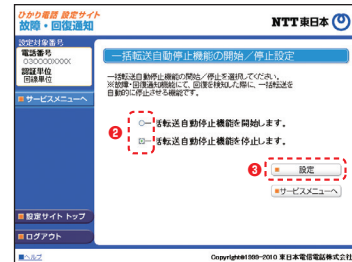 ひかり電話 設定サイト
故障・回復通知
NTT東日本
設定対象番号
電話番号
0300000XXXX
認証単位
回線単位
サービスメニューへ
一括転送自動停止機能の開始/停止設定
一括転送自動停止機能の開始/停止を選択してください。
※故障・回復通知機能にて、回復を検知した際に、一括転送を
自動的に停止させる機能です。
2
括転送自動停止機能を開始します。
括転送自動停止機能を停止します。
3
設定
サービスメニューへ
設定サイトトップ
ログアウト
ヘルプ
Copyright©1999-2010 東日本電信電話株式会社